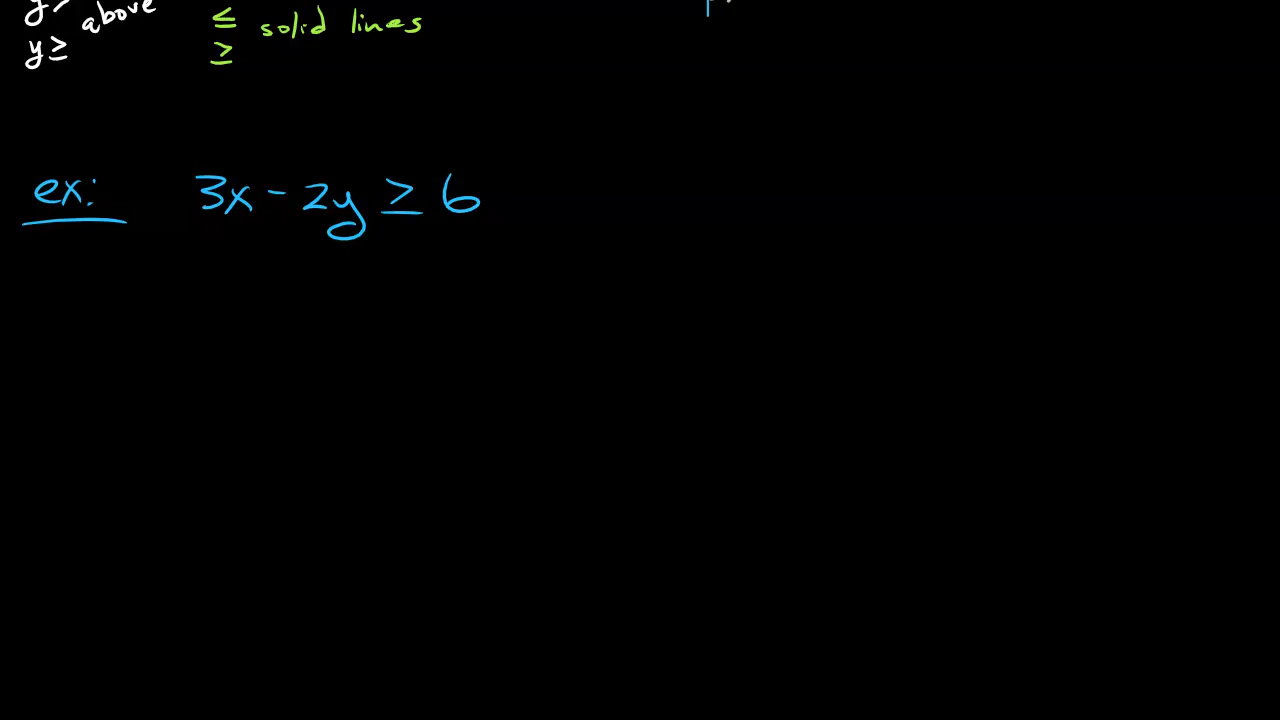 above ≤ solid lines
y≥ ≥
ex: 3x - 2y ≥ 6